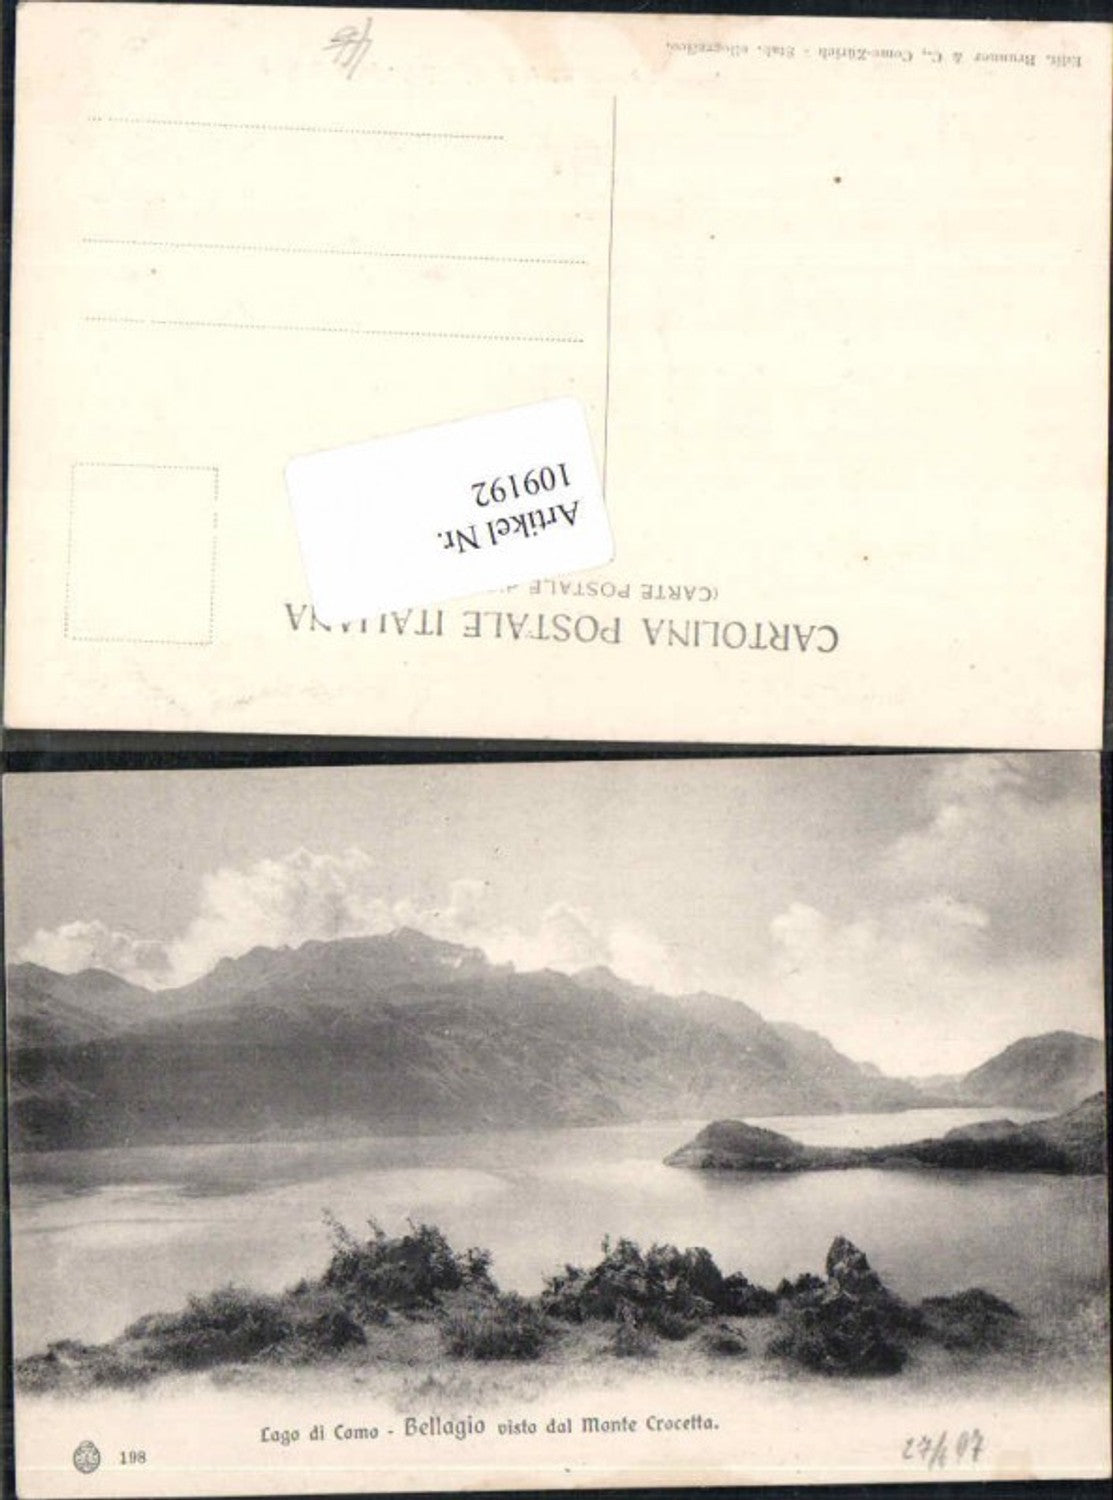 Edit. Brunner & C., Como-Zürich - Stab. eliografico.
Artikel Nr.
109192
(CARTE POSTALE
CARTOLINA POSTALE ITALIANA
Lago di Como - Bellagio visto dal Monte Crocetta.
198